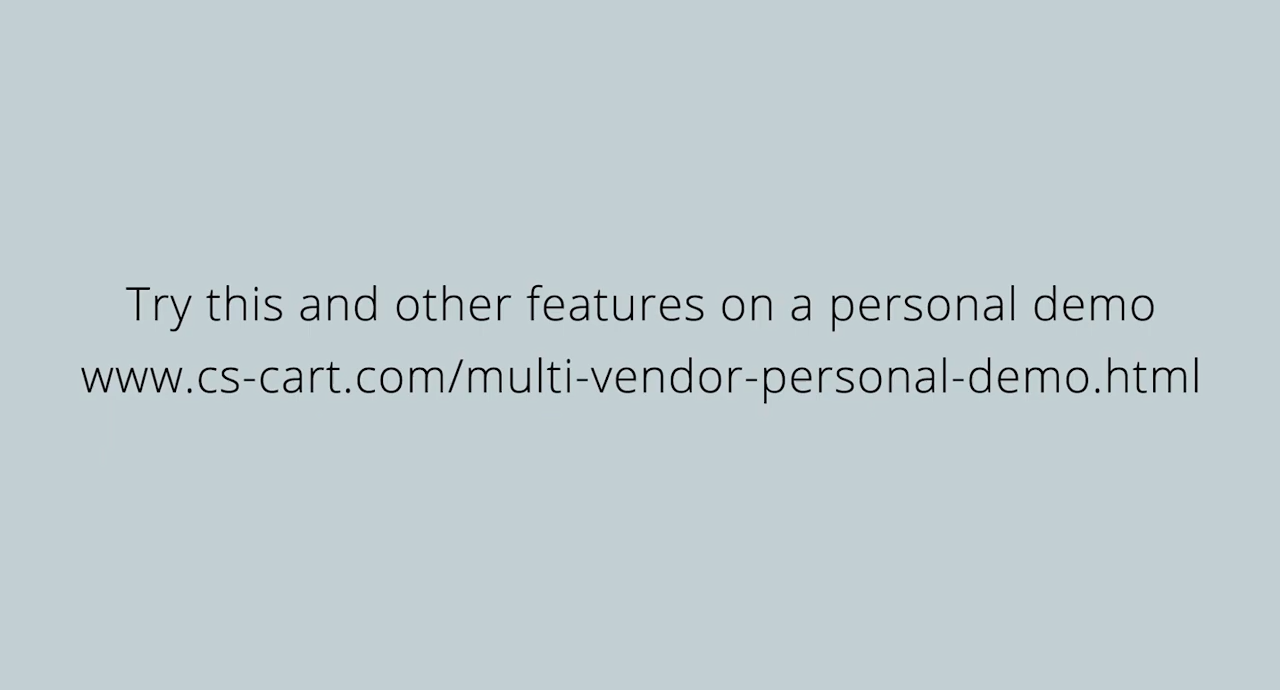 Try this and other features on a personal demo
www.cs-cart.com/multi-vendor-personal-demo.html